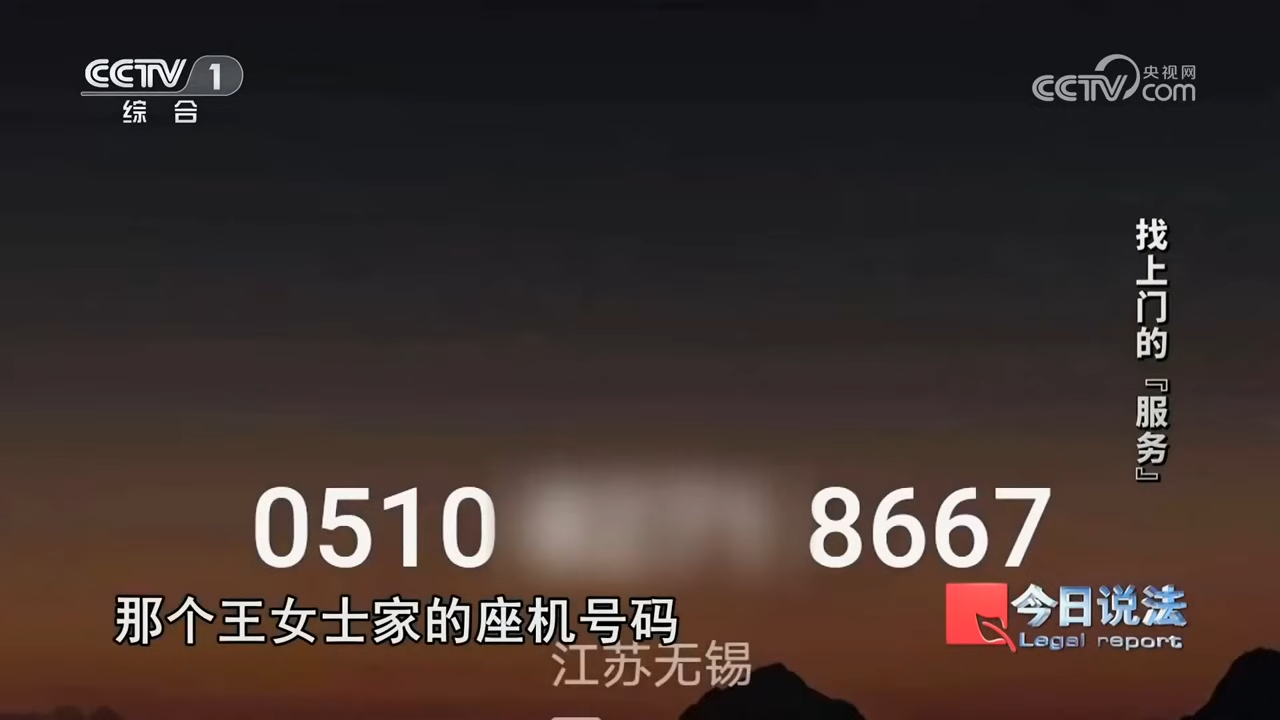 CCTV 1
综合
央视网
CCTV.com
找上门的『服务』
0510 8667
那个王女士家的座机号码
江苏无锡
今日说法
Legal report